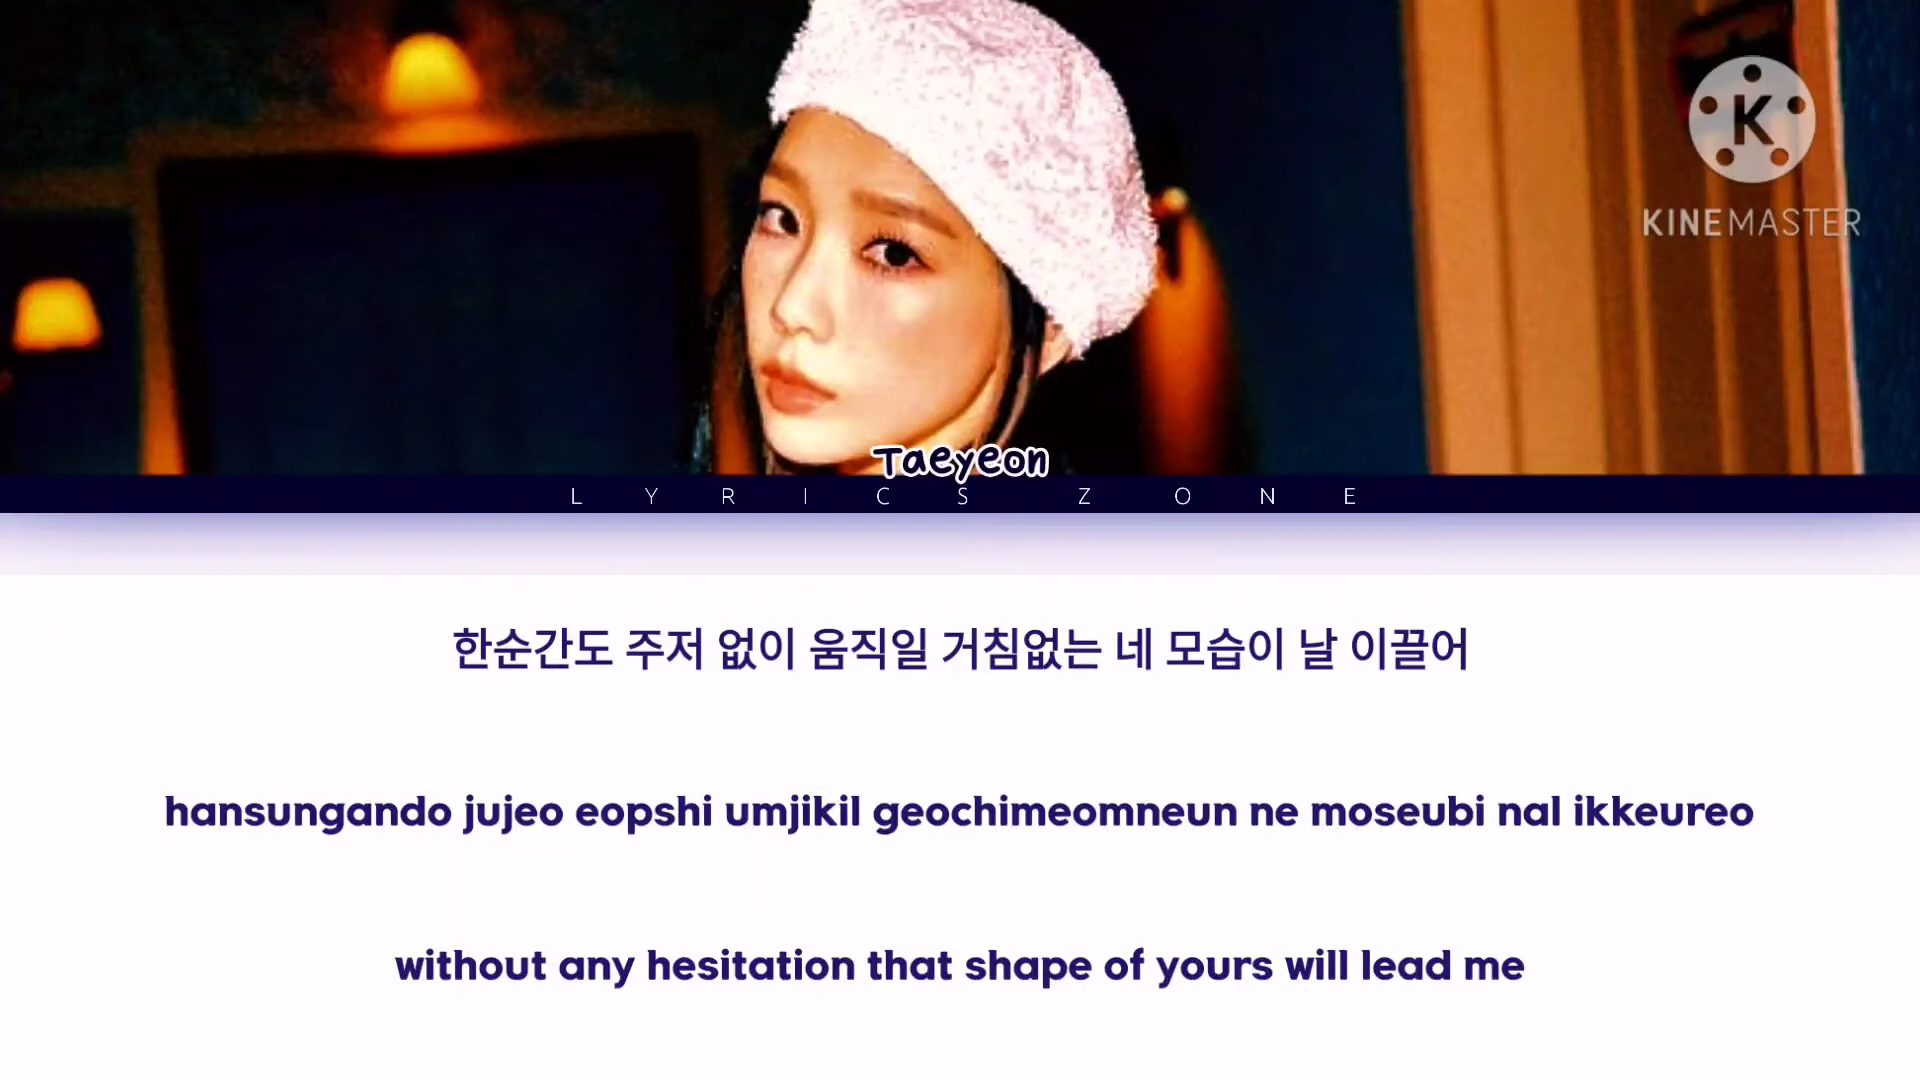 K
KINEMASTER
Taeyeon
LYRICS ZONE
한순간도 주저 없이 움직일 거침없는 네 모습이 날 이끌어
hansungando jujeo eopshi umjikil geochimeomneun ne moseubi nal ikkeureo
without any hesitation that shape of yours will lead me